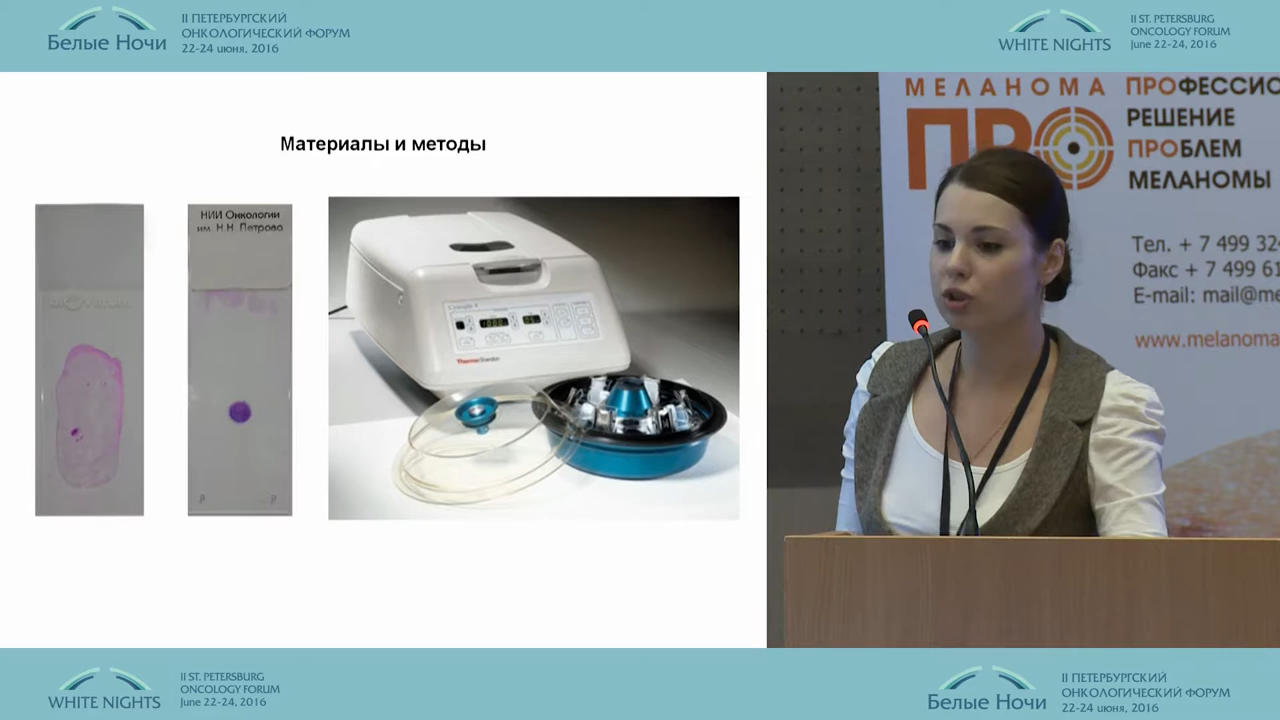 Белые Ночи
II ПЕТЕРБУРГСКИЙ
ОНКОЛОГИЧЕСКИЙ ФОРУМ
22-24 июня, 2016
WHITE NIGHTS
II ST. PETERSBURG
ONCOLOGY FORUM
June 22-24, 2016
Материалы и методы
НИИ Онкологии
им. Н.Н. Петрова
МЕЛАНОМА
ПРО
ПРОФЕССИО
РЕШЕНИЕ
ПРОБЛЕМ
МЕЛАНОМЫ
Тел. + 7 499 324
Факс + 7 499 61
E-mail: mail@me
www.melanoma
WHITE NIGHTS
II ST. PETERSBURG
ONCOLOGY FORUM
June 22-24, 2016
Белые Ночи
II ПЕТЕРБУРГСКИЙ
ОНКОЛОГИЧЕСКИЙ ФОРУМ
22-24 июня, 2016